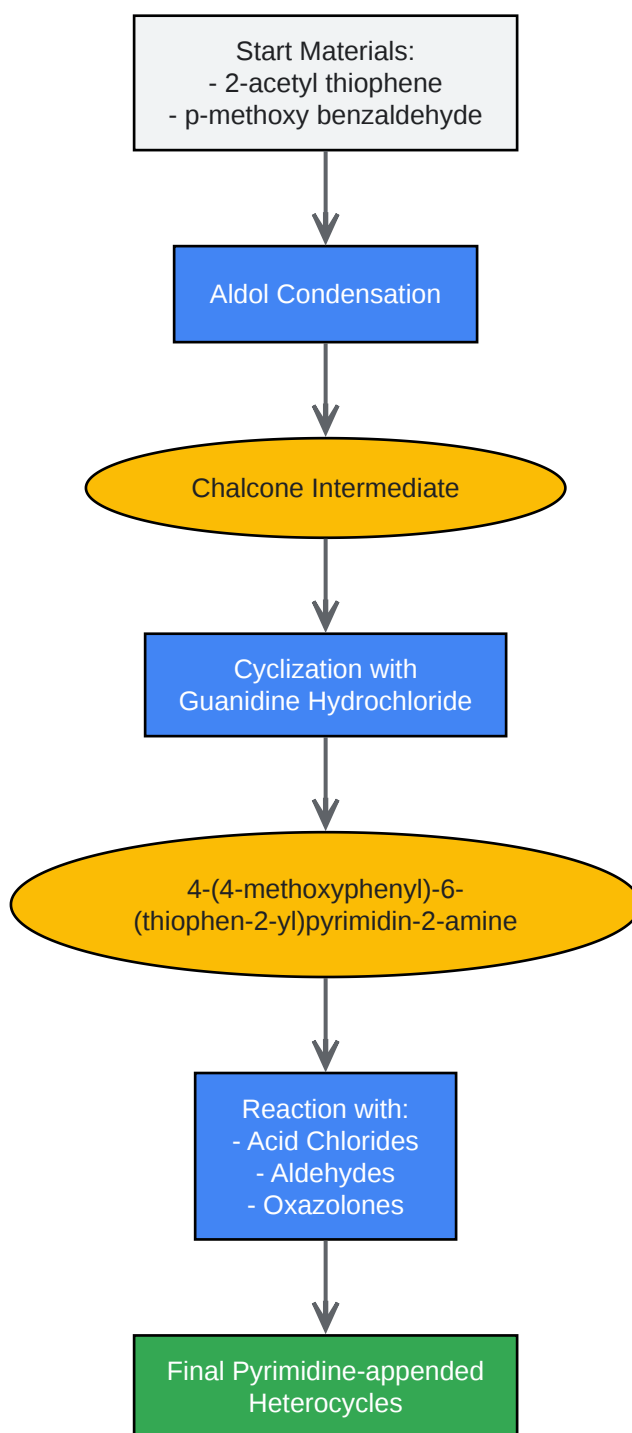 Start Materials:
- 2-acetyl thiophene
- p-methoxy benzaldehyde
Aldol Condensation
Chalcone Intermediate
Cyclization with
Guanidine Hydrochloride
4-(4-methoxyphenyl)-6-
(thiophen-2-yl)pyrimidin-2-amine
Reaction with:
- Acid Chlorides
- Aldehydes
- Oxazolones
Final Pyrimidine-appended
Heterocycles